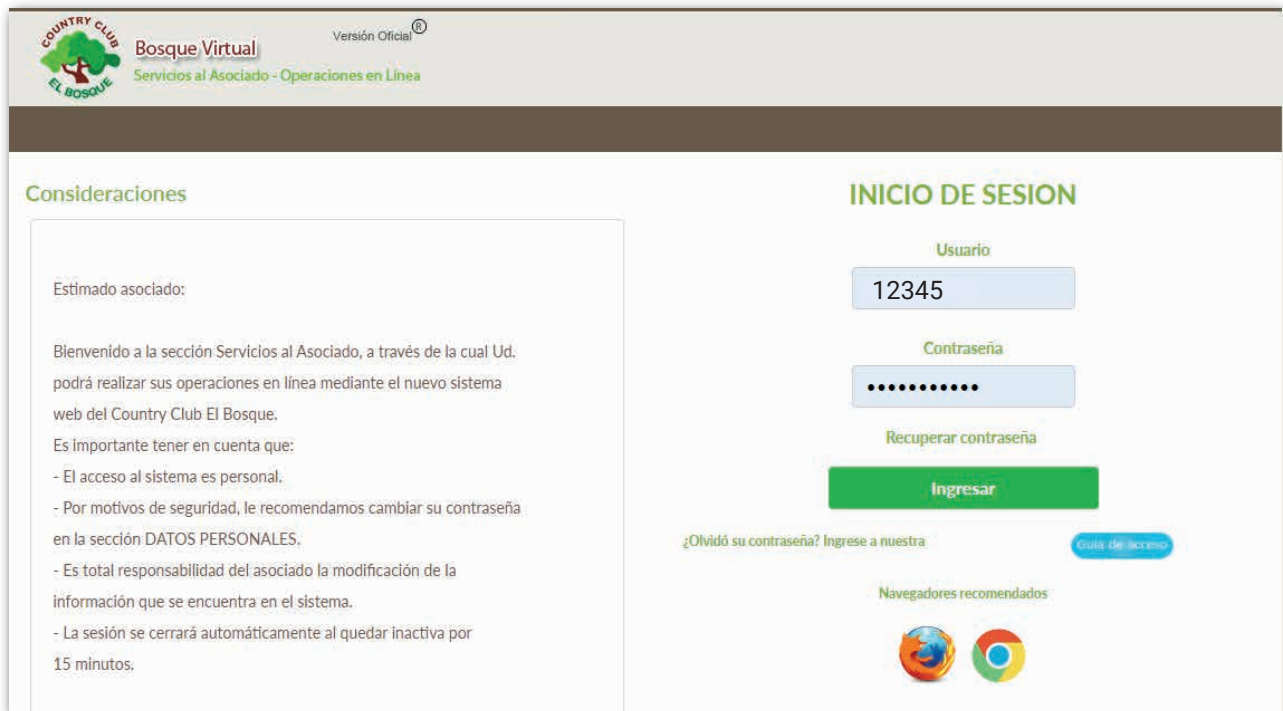 COUNTRY CLUB
EL BOSQUE
Bosque Virtual
Versión Oficial®
Servicios al Asociado - Operaciones en Línea
Consideraciones
Estimado asociado:
Bienvenido a la sección Servicios al Asociado, a través de la cual Ud.
podrá realizar sus operaciones en línea mediante el nuevo sistema
web del Country Club El Bosque.
Es importante tener en cuenta que:
- El acceso al sistema es personal.
- Por motivos de seguridad, le recomendamos cambiar su contraseña
en la sección DATOS PERSONALES.
- Es total responsabilidad del asociado la modificación de la
información que se encuentra en el sistema.
- La sesión se cerrará automáticamente al quedar inactiva por
15 minutos.
INICIO DE SESION
Usuario
12345
Contraseña
•••••••••••
Recuperar contraseña
Ingresar
¿Olvidó su contraseña? Ingrese a nuestra
Guia de acceso
Navegadores recomendados